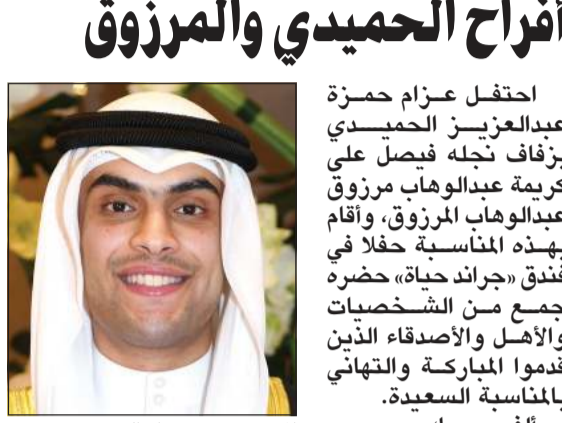 أفراح الحميدي والمرزوق
احتفل عزام حمزة
عبدالعزيز الحميدي
بزفاف نجله فيصل على
كريمة عبدالوهاب مرزوق
عبدالوهاب المرزوق، وأقام
بهذه المناسبة حفلا في
فندق «جراند حياة» حضره
جمع من الشخصيات
والأهل والأصدقاء الذين
قدموا المباركة والتهاني
بالمناسبة السعيدة.